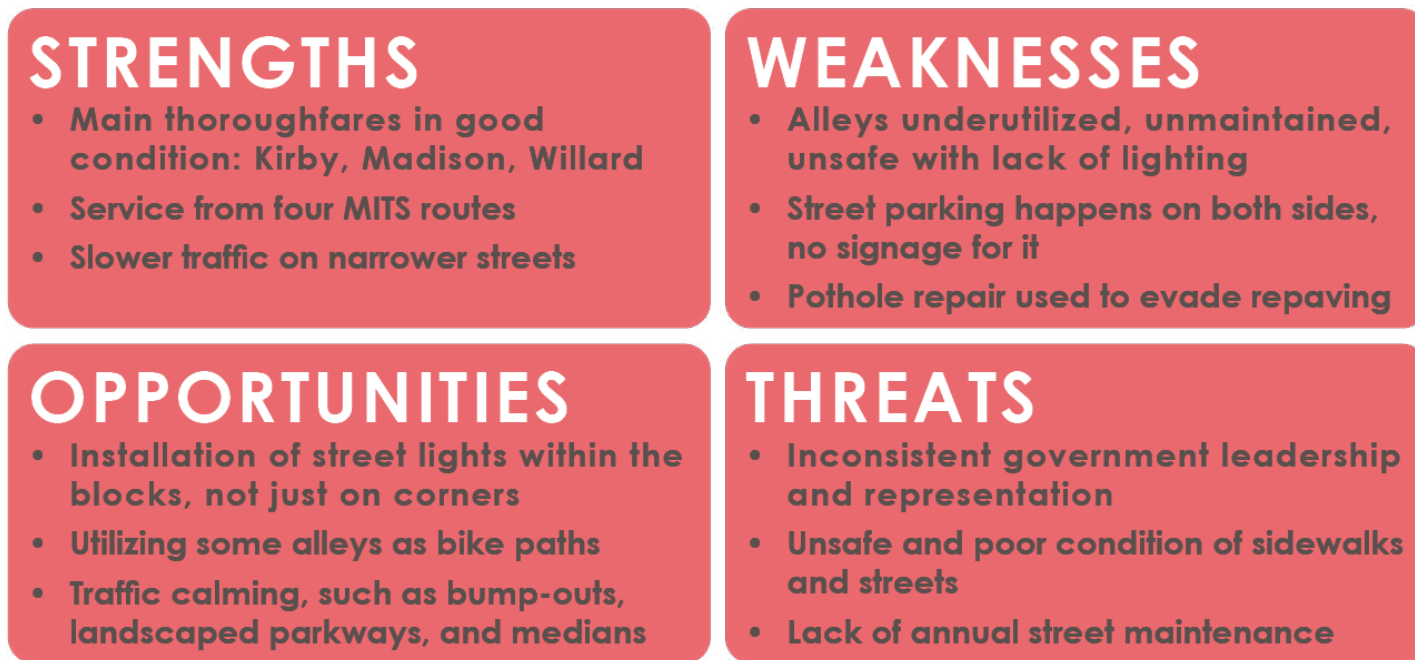 STRENGTHS
• Main thoroughfares in good
condition: Kirby, Madison, Willard
• Service from four MITS routes
• Slower traffic on narrower streets
WEAKNESSES
• Alleys underutilized, unmaintained,
unsafe with lack of lighting
• Street parking happens on both sides,
no signage for it
• Pothole repair used to evade repaving
OPPORTUNITIES
• Installation of street lights within the
blocks, not just on corners
• Utilizing some alleys as bike paths
• Traffic calming, such as bump-outs,
landscaped parkways, and medians
THREATS
• Inconsistent government leadership
and representation
• Unsafe and poor condition of sidewalks
and streets
• Lack of annual street maintenance